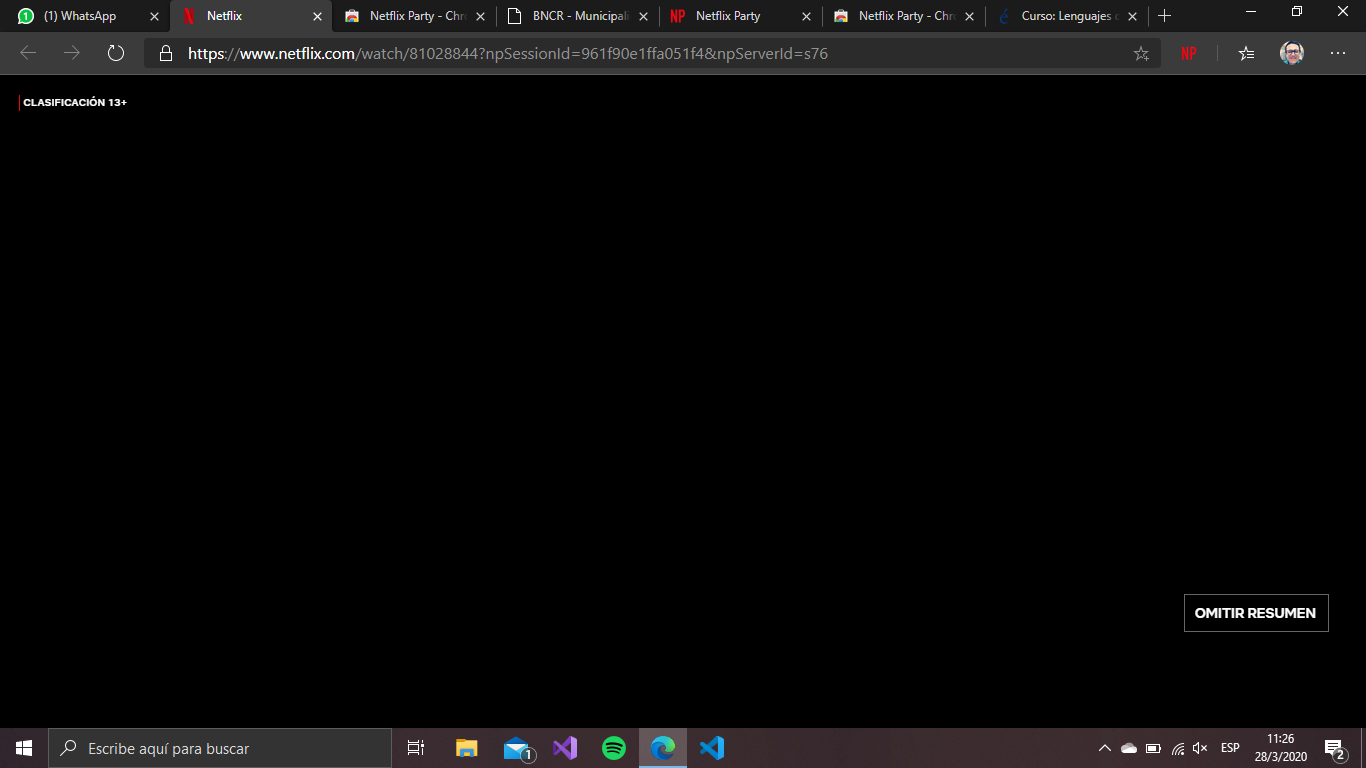 (1) WhatsApp
Netflix
Netflix Party - Chr
BNCR - Municipali
NP Netflix Party
Netflix Party - Chr
Curso: Lenguajes
https://www.netflix.com/watch/81028844?npSessionId=961f90e1ffa051f4&npServerId=s76
NP
CLASIFICACIÓN 13+
OMITIR RESUMEN
Escribe aquí para buscar
1
ESP
11:26
28/3/2020
2